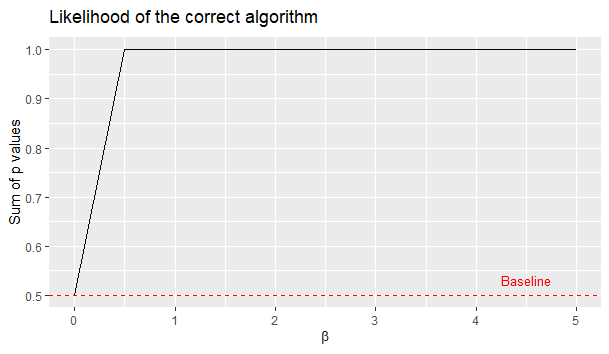 Likelihood of the correct algorithm
Sum of p values
1.0
0.9
0.8
0.7
0.6
0.5
Baseline
0 1 2 3 4 5
β